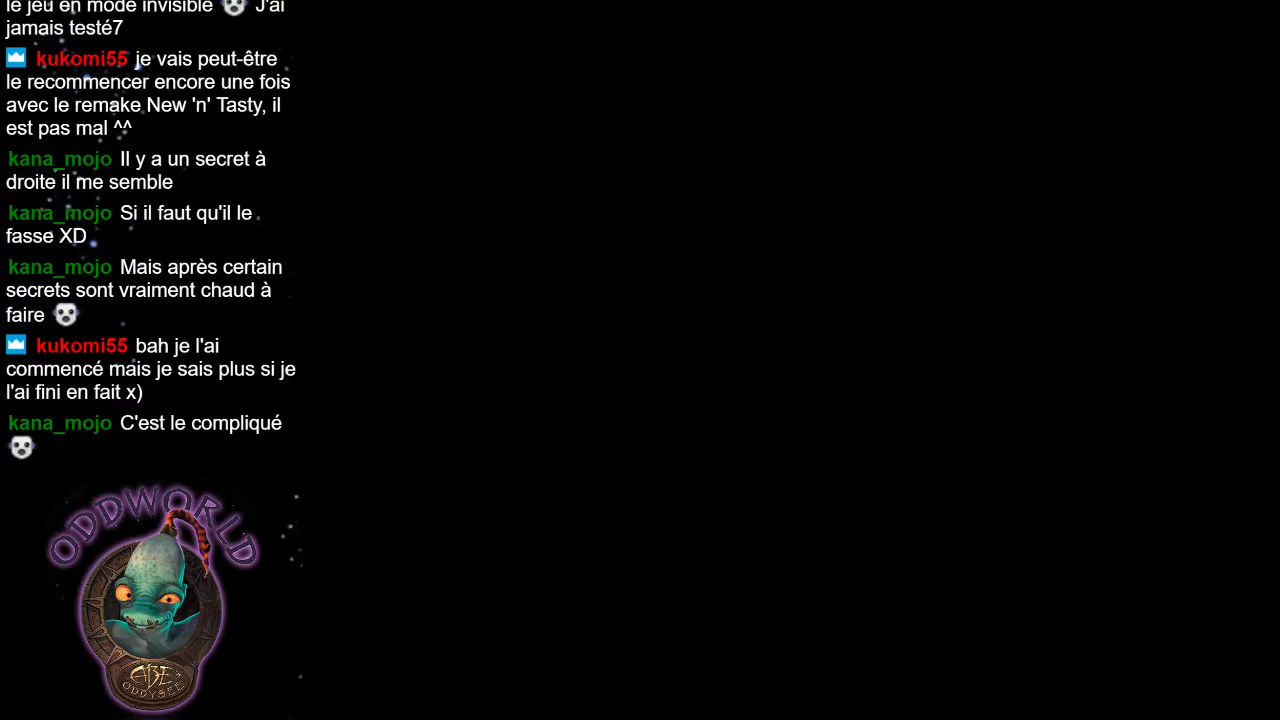 le jeu en mode invisible J'ai
jamais testé7
kukomi55 je vais peut-être
le recommencer encore une fois
avec le remake New 'n' Tasty, il
est pas mal ^^
kana_mojo Il y a un secret à
droite il me semble
kana_mojo Si il faut qu'il le
fasse XD
kana_mojo Mais après certain
secrets sont vraiment chaud à
faire
kukomi55 bah je l'ai
commencé mais je sais plus si je
l'ai fini en fait x)
kana_mojo C'est le compliqué
ODDWORLD
ABE'S
ODDYSEE